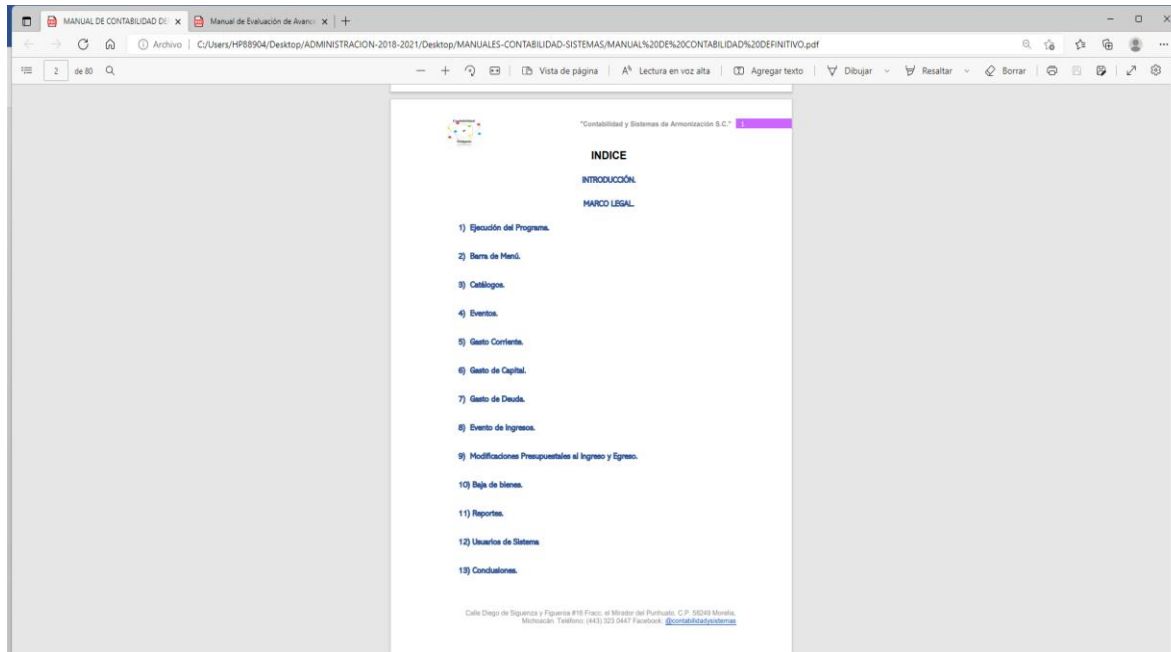 MANUAL DE CONTABILIDAD DE
Manual de Evaluación de Avanc
Archivo C:/Users/HP88904/Desktop/ADMINISTRACION-2018-2021/Desktop/MANUALES-CONTABILIDAD-SISTEMAS/MANUAL%20DE%20CONTABILIDAD%20DEFINITIVO.pdf
2 de 80 Vista de página Lectura en voz alta Agregar texto Dibujar Resaltar Borrar
"Contabilidad y Sistemas de Armonización S.C." 1
INDICE
INTRODUCCIÓN.
MARCO LEGAL.
1) Ejecución del Programa.
2) Barra de Menú.
3) Catálogos.
4) Eventos.
5) Gasto Corriente.
6) Gasto de Capital.
7) Gasto de Deuda.
8) Evento de Ingresos.
9) Modificaciones Presupuestales al Ingreso y Egreso.
10) Baja de bienes.
11) Reportes.
12) Usuarios de Sistema
13) Conclusiones.
Calle Diego de Sigüenza y Figueroa #16 Fracc. el Mirador del Punhuato, C.P. 58249 Morelia,
Michoacán. Teléfono: (443) 323 0447 Facebook: @contabilidadysistemas